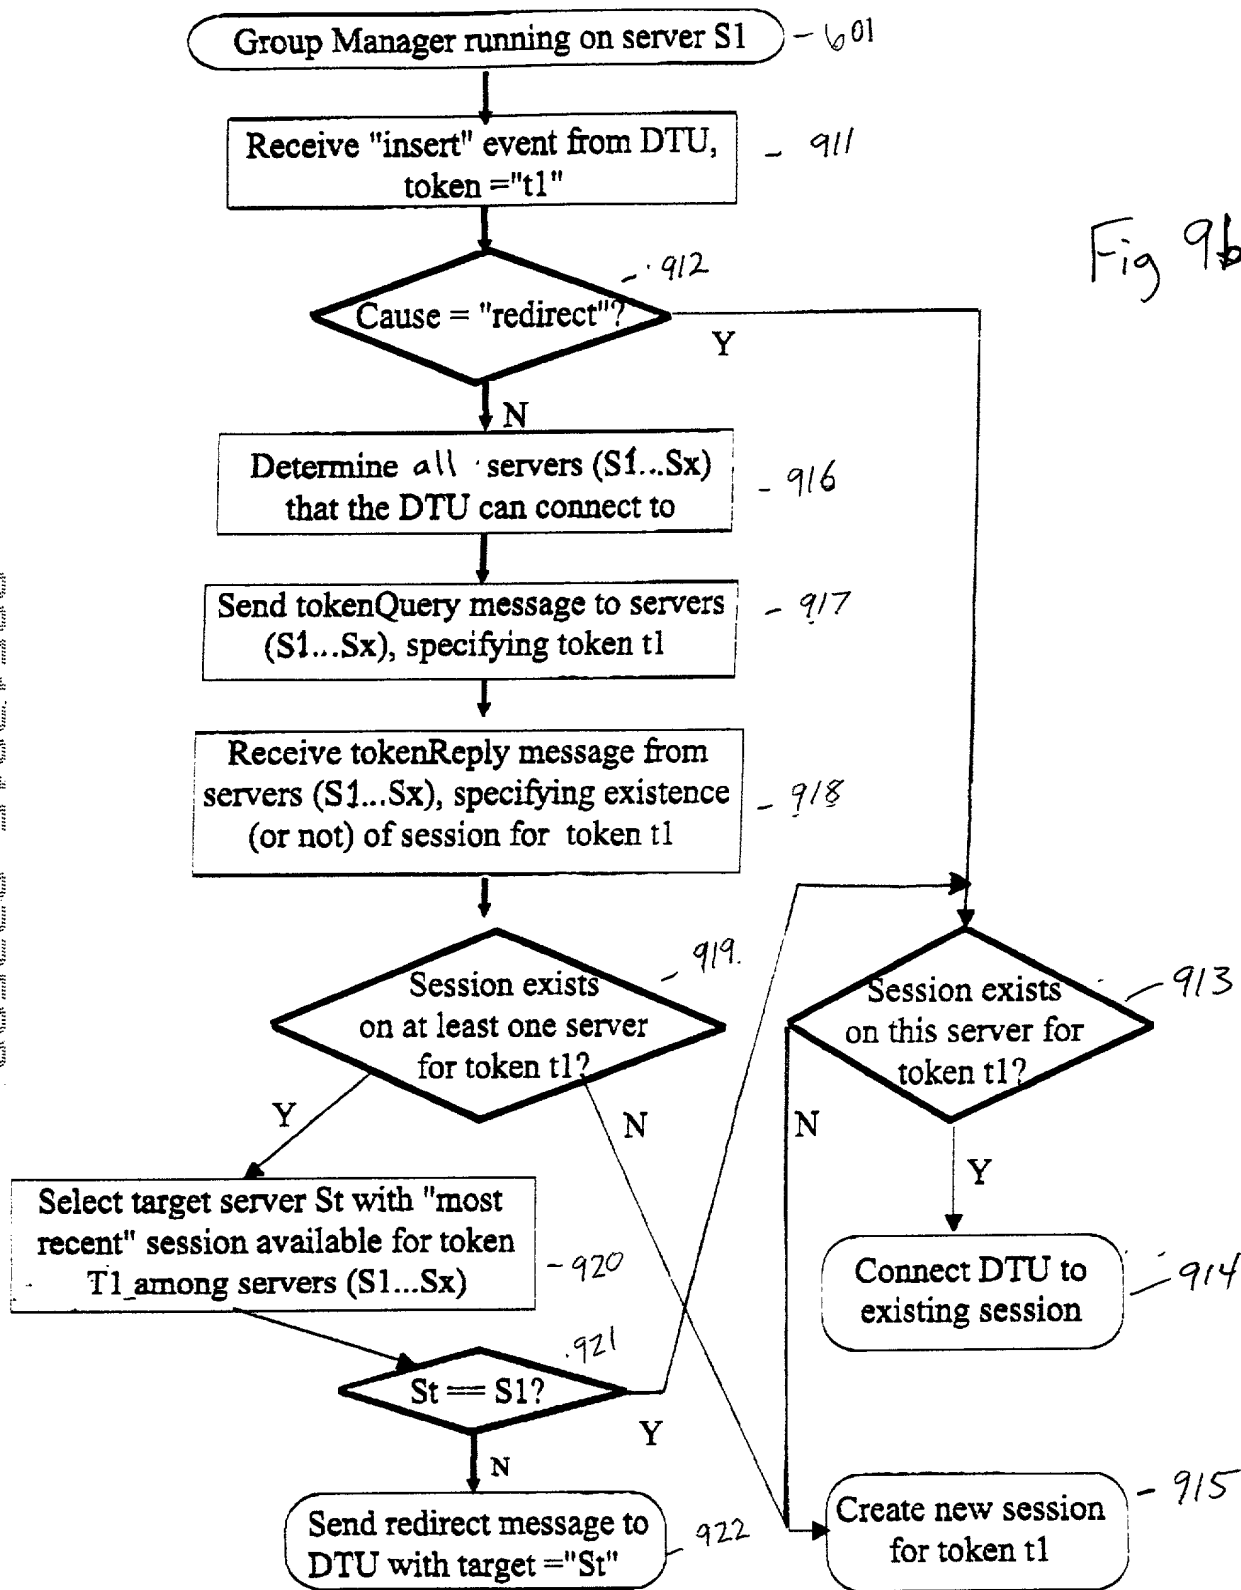 Group Manager running on server S1
- 601
Receive "insert" event from DTU,
token ="t1"
- 911
Fig 9b
- 912
Cause = "redirect"?
Y
N
Determine all servers (S1...Sx)
that the DTU can connect to
- 916
Send tokenQuery message to servers
(S1...Sx), specifying token t1
- 917
Receive tokenReply message from
servers (S1...Sx), specifying existence
(or not) of session for token t1
- 918
Session exists
on at least one server
for token t1?
- 919.
Session exists
on this server for
token t1?
- 913
Y
N
N
Y
Select target server St with "most
recent" session available for token
T1 among servers (S1...Sx)
- 920
Connect DTU to
existing session
- 914
St == S1?
. 921
Y
N
Send redirect message to
DTU with target ="St"
- 922
Create new session
for token t1
- 915